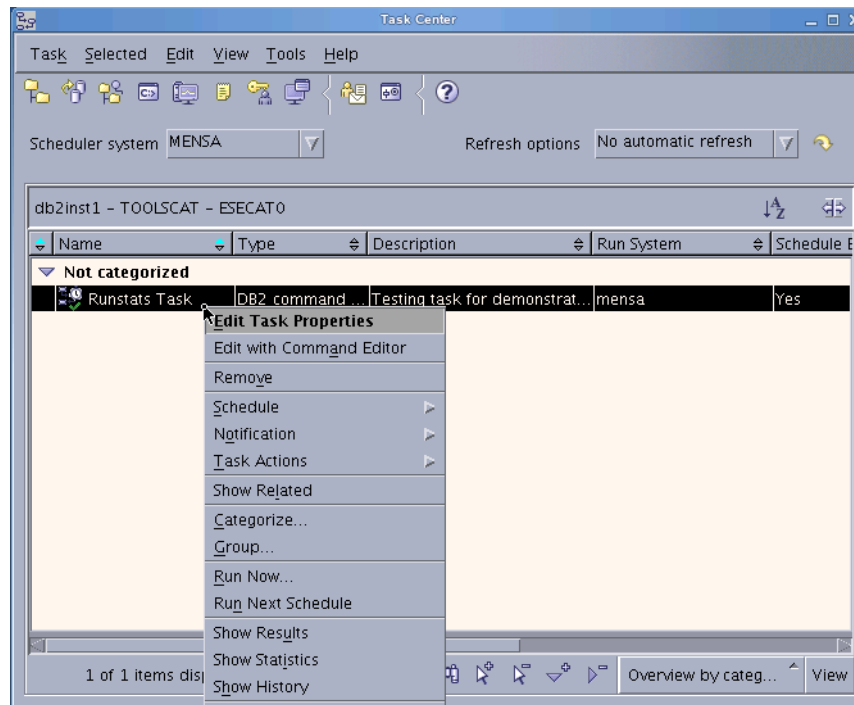 Task Center
Task Selected Edit View Tools Help
Scheduler system MENSA Refresh options No automatic refresh
db2inst1 – TOOLSCAT – ESECAT0
Name Type Description Run System Schedule E
Not categorized
Runstats Task DB2 command ... Testing task for demonstrat... mensa Yes
Edit Task Properties
Edit with Command Editor
Remove
Schedule
Notification
Task Actions
Show Related
Categorize...
Group...
Run Now...
Run Next Schedule
Show Results
Show Statistics
Show History
1 of 1 items disp Overview by categ... View